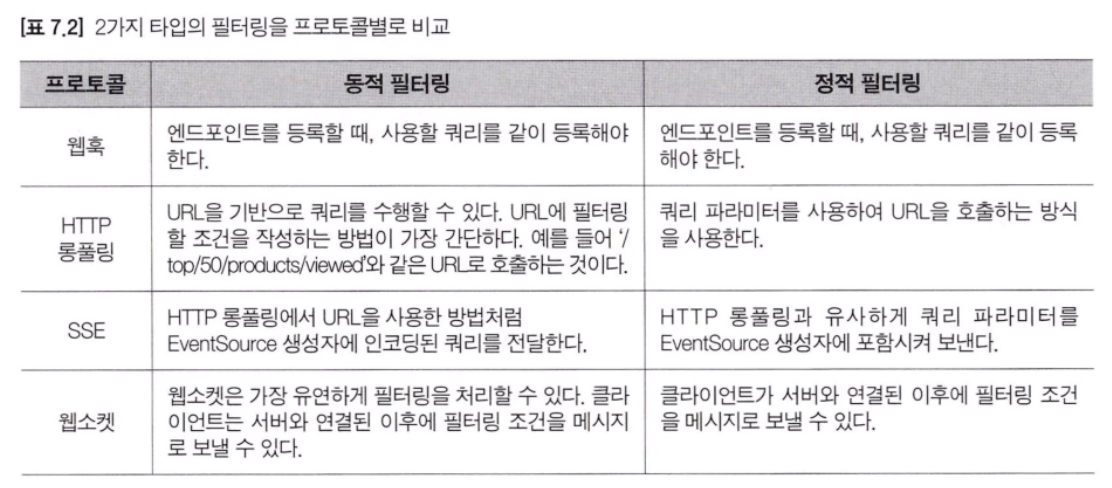 [표 7.2] 2가지 타입의 필터링을 프로토콜별로 비교
프로토콜
동적 필터링
정적 필터링
웹훅
엔드포인트를 등록할 때, 사용할 쿼리를 같이 등록해야
한다.
엔드포인트를 등록할 때, 사용할 쿼리를 같이 등록
해야 한다.
HTTP
롱풀링
URL을 기반으로 쿼리를 수행할 수 있다. URL에 필터링
할 조건을 작성하는 방법이 가장 간단하다. 예를 들어 ‘/
top/50/products/viewed’와 같은 URL로 호출하는 것이다.
쿼리 파라미터를 사용하여 URL을 호출하는 방식
을 사용한다.
SSE
HTTP 롱풀링에서 URL을 사용한 방법처럼
EventSource 생성자에 인코딩된 쿼리를 전달한다.
HTTP 롱풀링과 유사하게 쿼리 파라미터를
EventSource 생성자에 포함시켜 보낸다.
웹소켓
웹소켓은 가장 유연하게 필터링을 처리할 수 있다. 클라
이언트는 서버와 연결된 이후에 필터링 조건을 메시지
로 보낼 수 있다.
클라이언트가 서버와 연결된 이후에 필터링 조건
을 메시지로 보낼 수 있다.